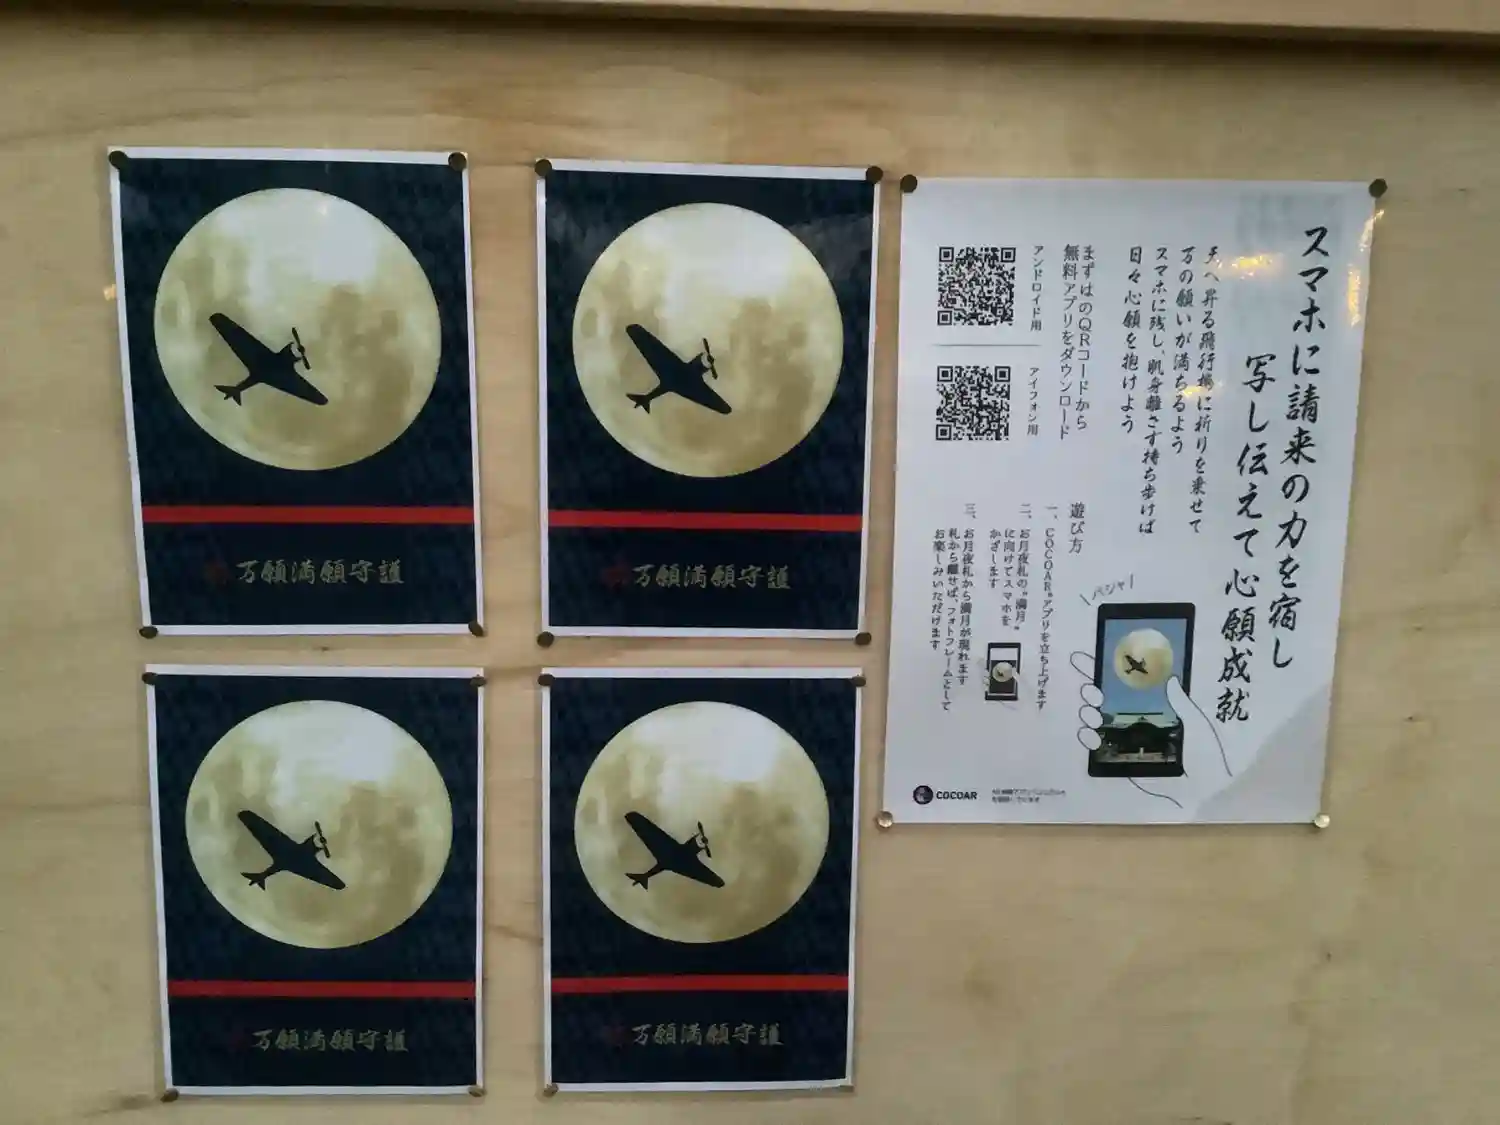 万願満願守護
万願満願守護
万願満願守護
万願満願守護
スマホに請来の力を宿し
写し伝えて心願成就
天へ昇る飛行機に祈りを乗せて
万の願いが満ちるよう
スマホに残し、肌身離さず持ち歩けば
日々心願を抱けよう
まずはのQRコードから
無料アプリをダウンロード
アンドロイド用
アイフォン用
遊び方
一、COCOAR®アプリを立ち上げます
二、お月夜札の“満月”
に向けてスマホを
かざします
三、お月夜札から満月が現れます
札から離せば、フォトフレームとして
お楽しみいただけます
パシャ
COCOAR